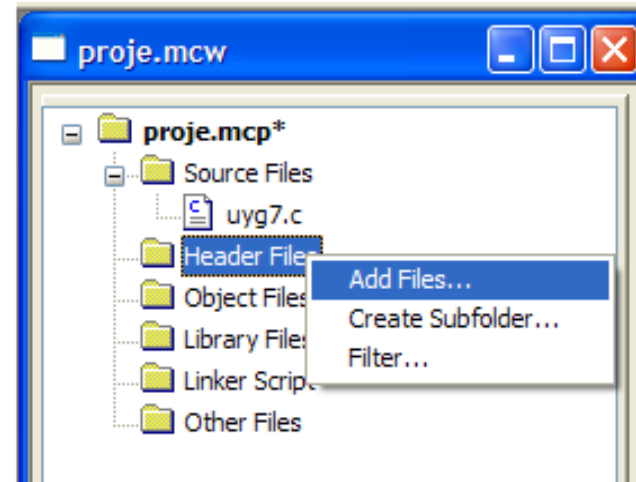 proje.mcw
proje.mcp*
Source Files
uyg7.c
Header Files
Add Files...
Object Files
Create Subfolder...
Library Files
Filter...
Linker Script
Other Files